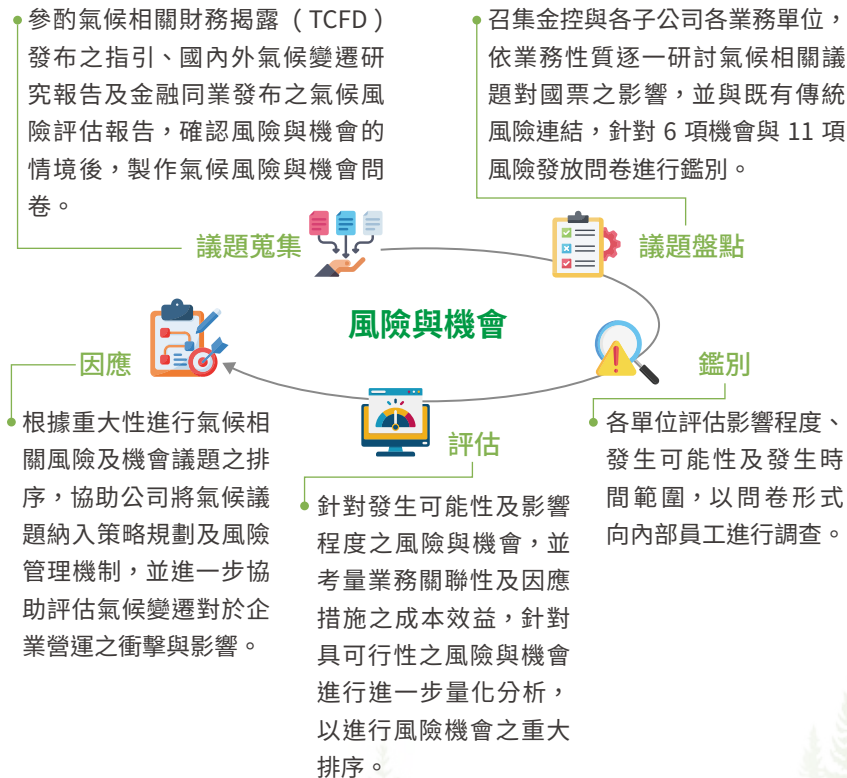 參酌氣候相關財務揭露（TCFD）
發布之指引、國內外氣候變遷研
究報告及金融同業發布之氣候風
險評估報告，確認風險與機會的
情境後，製作氣候風險與機會問
卷。
議題蒐集
召集金控與各子公司各業務單位，
依業務性質逐一研討氣候相關議
題對國票之影響，並與既有傳統
風險連結，針對 6 項機會與 11 項
風險發放問卷進行鑑別。
議題盤點
風險與機會
鑑別
各單位評估影響程度、
發生可能性及發生時
間範圍，以問卷形式
向內部員工進行調查。
評估
針對發生可能性及影響
程度之風險與機會，並
考量業務關聯性及因應
措施之成本效益，針對
具可行性之風險與機會
進行進一步量化分析，
以進行風險機會之重大
排序。
因應
根據重大性進行氣候相
關風險及機會議題之排
序，協助公司將氣候議
題納入策略規劃及風險
管理機制，並進一步協
助評估氣候變遷對於企
業營運之衝擊與影響。